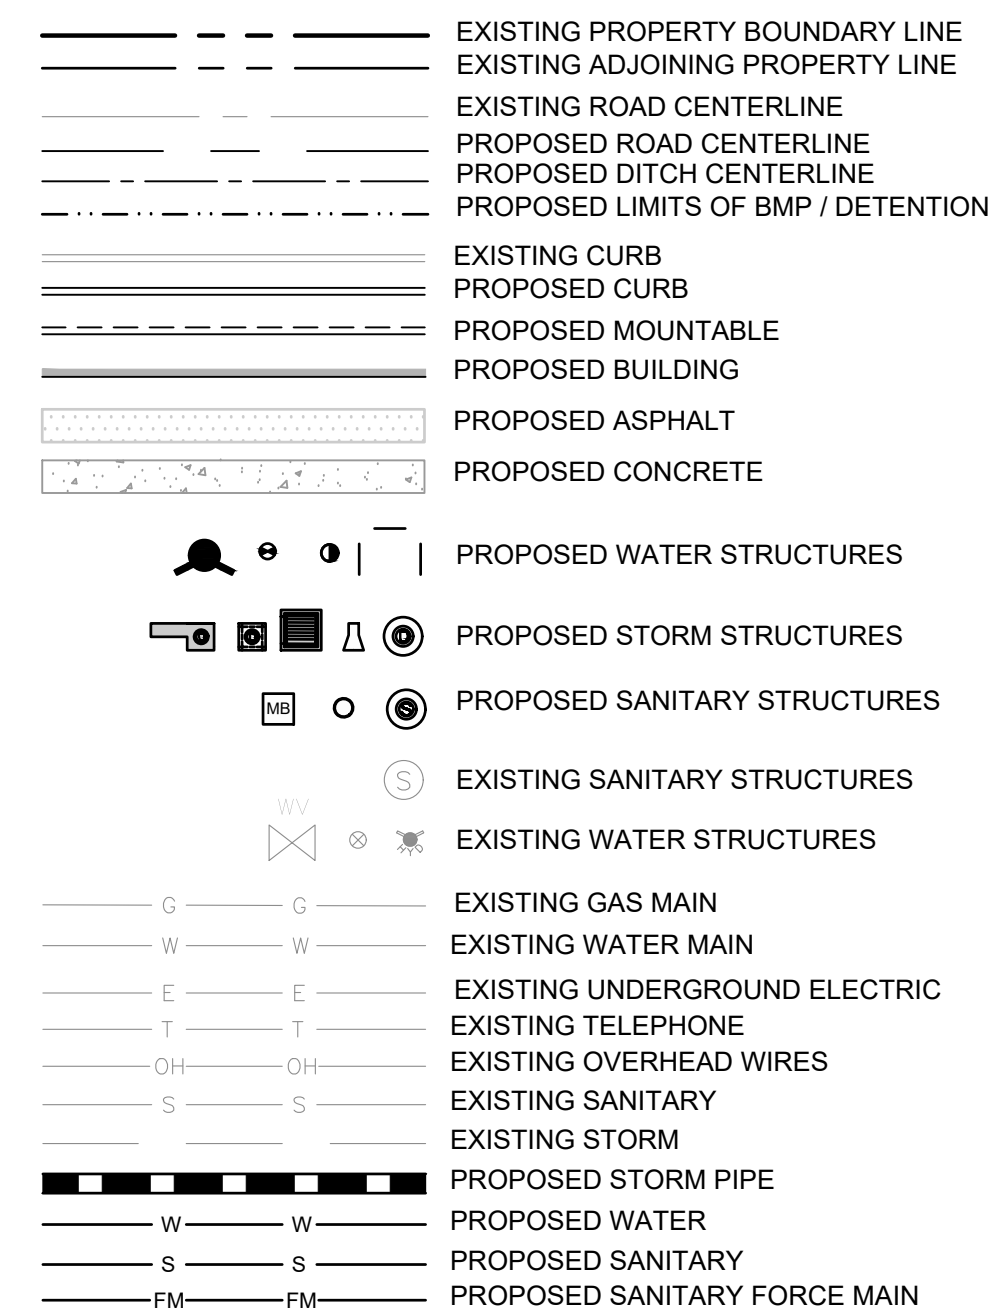 EXISTING PROPERTY BOUNDARY LINE
EXISTING ADJOINING PROPERTY LINE
EXISTING ROAD CENTERLINE
PROPOSED ROAD CENTERLINE
PROPOSED DITCH CENTERLINE
PROPOSED LIMITS OF BMP / DETENTION
EXISTING CURB
PROPOSED CURB
PROPOSED MOUNTABLE
PROPOSED BUILDING
PROPOSED ASPHALT
PROPOSED CONCRETE
PROPOSED WATER STRUCTURES
D PROPOSED STORM STRUCTURES
MB S PROPOSED SANITARY STRUCTURES
S EXISTING SANITARY STRUCTURES
WV
HYD EXISTING WATER STRUCTURES
G G EXISTING GAS MAIN
W W EXISTING WATER MAIN
E E EXISTING UNDERGROUND ELECTRIC
T T EXISTING TELEPHONE
OH OH EXISTING OVERHEAD WIRES
S S EXISTING SANITARY
EXISTING STORM
PROPOSED STORM PIPE
W W PROPOSED WATER
S S PROPOSED SANITARY
FM FM PROPOSED SANITARY FORCE MAIN